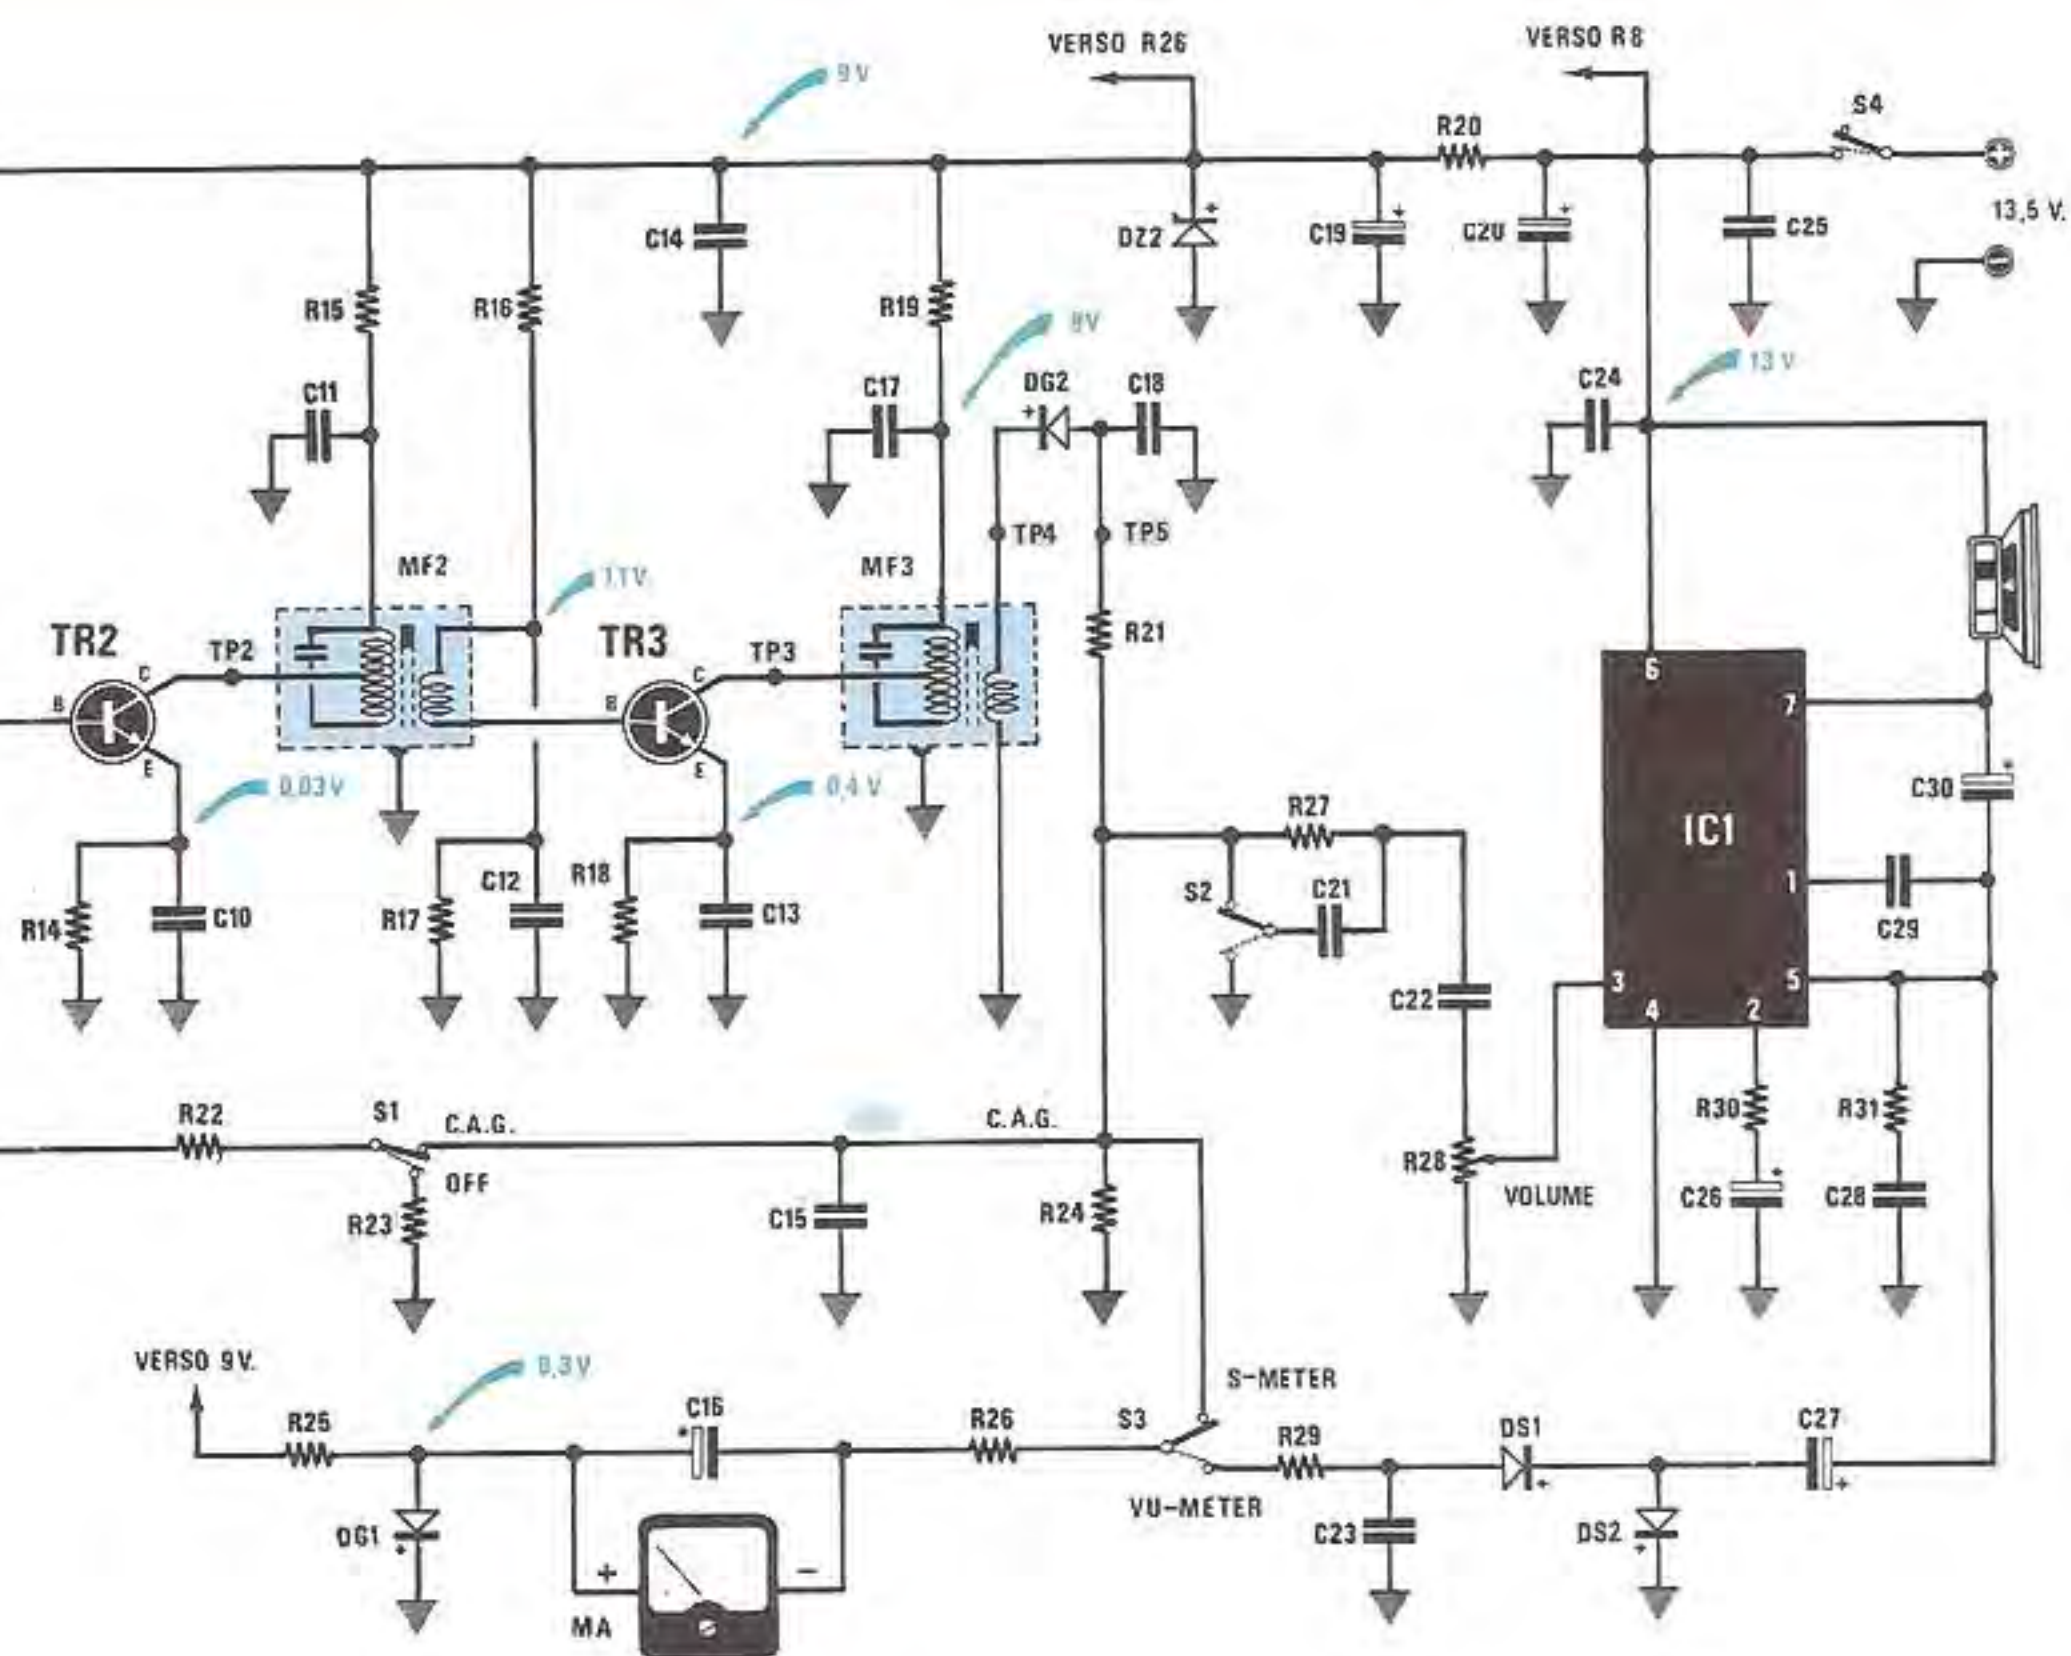 VERSO R26
VERSO R8
9V
S4
R20
13,5 V.
C14
DZ2
C19
C20
C25
R15
R16
R19
9V
13 V
C11
C17
DG2
C18
C24
TP4
TP5
MF2
1,1V
MF3
TR2
TP2
TR3
TP3
R21
C
B
E
C
B
E
6
7
0,03V
0,4 V
R27
C30
IC1
S2
C21
1
R14
C10
R17
C12
R18
C13
C29
C22
3
5
4
2
R22
S1
C.A.G.
C.A.G.
R30
R31
OFF
R28
R23
C15
R24
VOLUME
C26
C28
VERSO 9V.
0,3V
S-METER
R25
C16
R26
S3
R29
DS1
C27
VU-METER
DG1
C23
DS2
+
-
MA